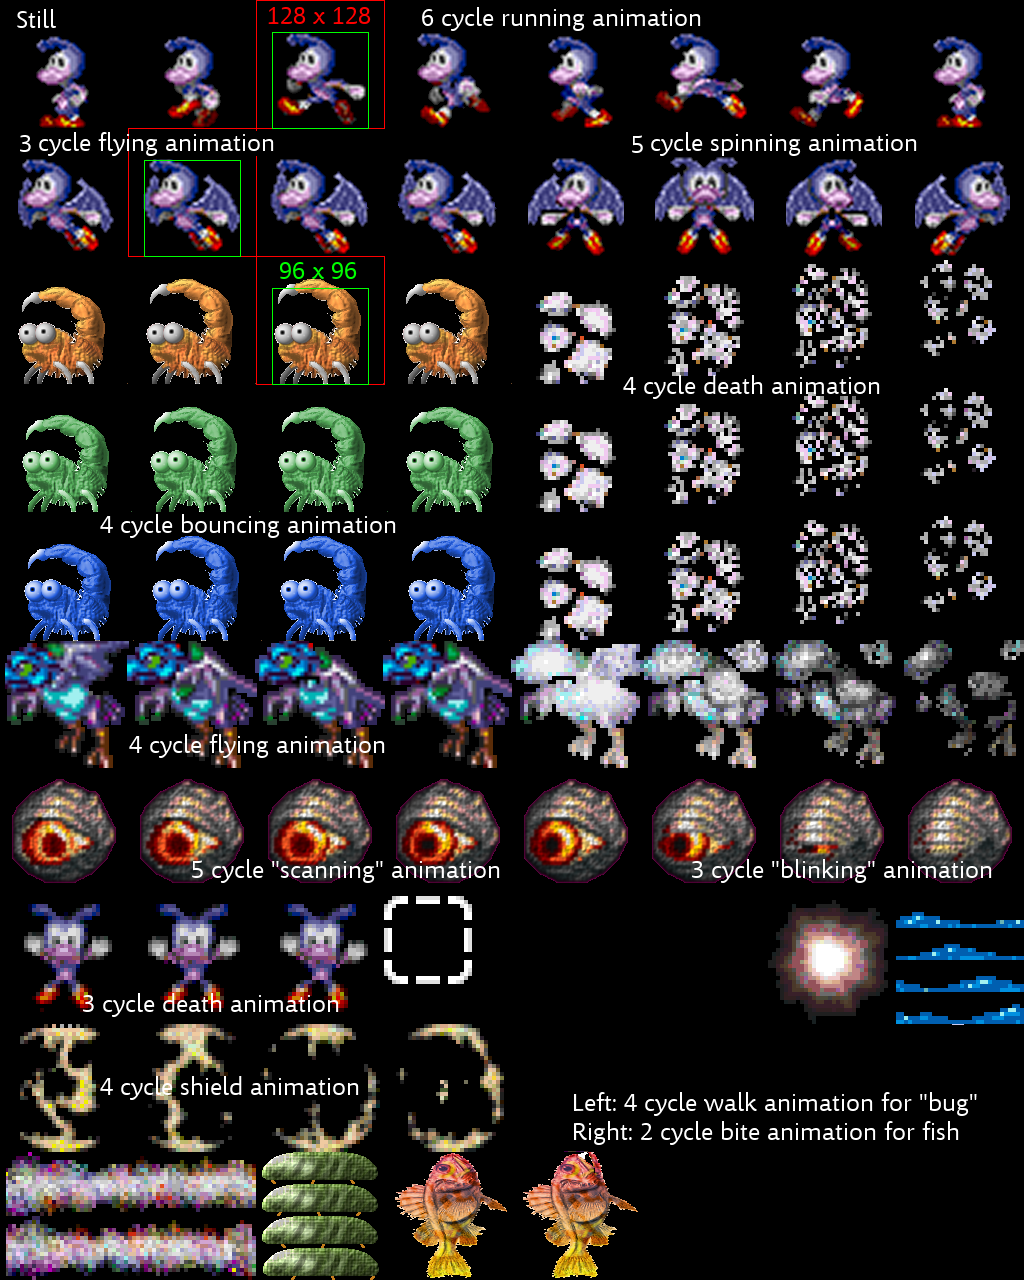 Still
128 x 128
6 cycle running animation
3 cycle flying animation
5 cycle spinning animation
96 x 96
4 cycle death animation
4 cycle bouncing animation
4 cycle flying animation
5 cycle "scanning" animation
3 cycle "blinking" animation
3 cycle death animation
4 cycle shield animation
Left: 4 cycle walk animation for "bug"
Right: 2 cycle bite animation for fish